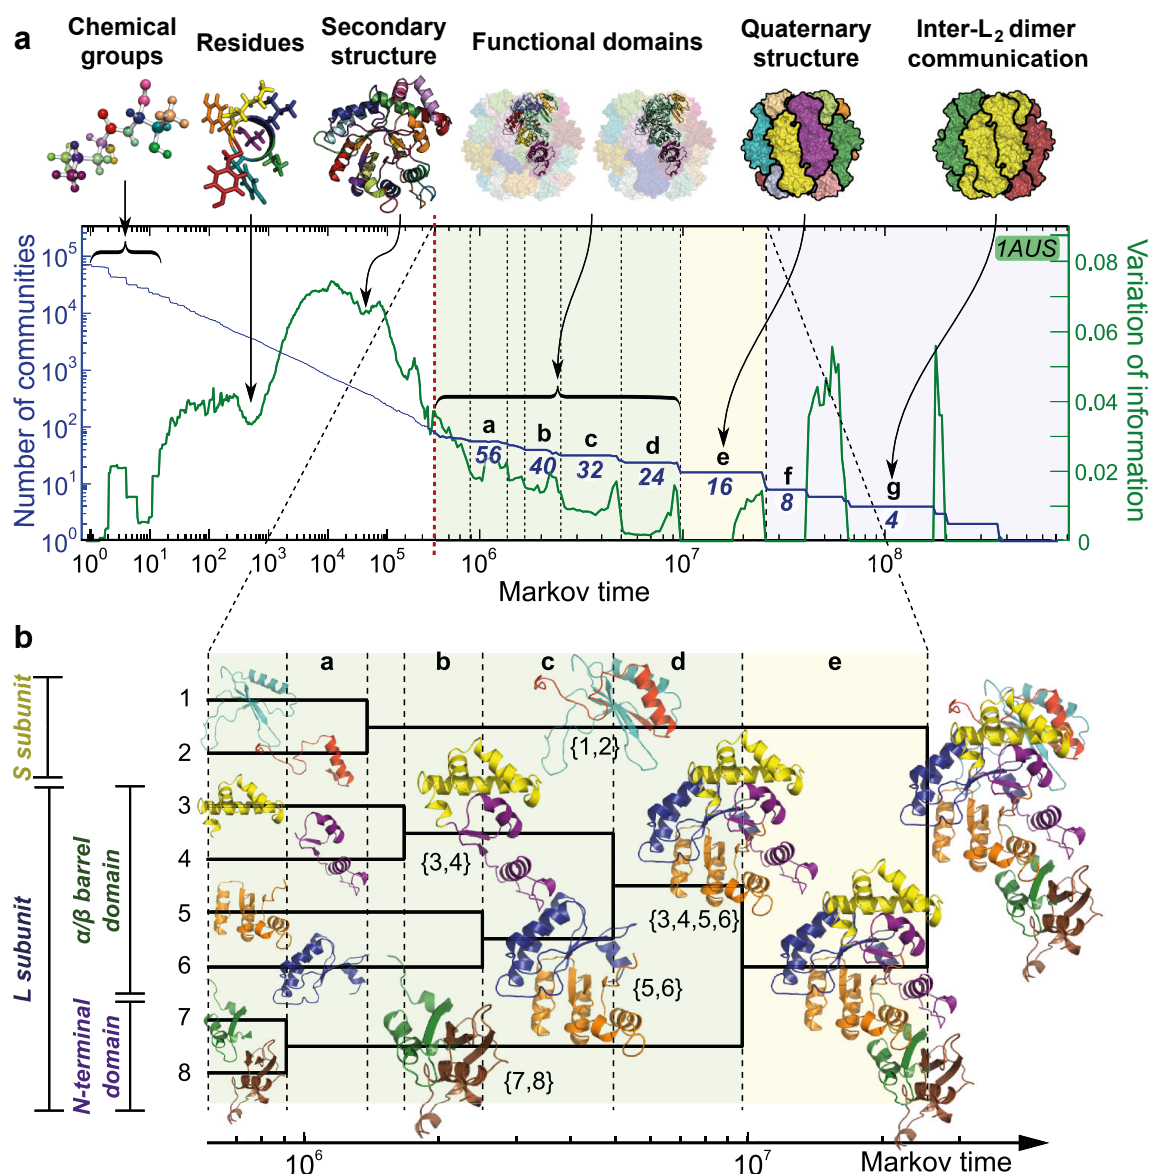 a
Chemical
groups
Residues
Secondary
structure
Functional domains
Quaternary
structure
Inter-L2 dimer
communication
Number of communities
10^5
10^4
10^3
10^2
10^1
10^0
1AUS
Variation of information
0.08
0.06
0.04
0.02
0
a
b
c
d
e
f
g
56
40
32
24
16
8
4
10^0
10^1
10^2
10^3
10^4
10^5
10^6
10^7
10^8
Markov time
b
a
b
c
d
e
S subunit
L subunit
α/β barrel
domain
N-terminal
domain
1
2
3
4
5
6
7
8
{1,2}
{3,4}
{3,4,5,6}
{5,6}
{7,8}
10^6
10^7
Markov time